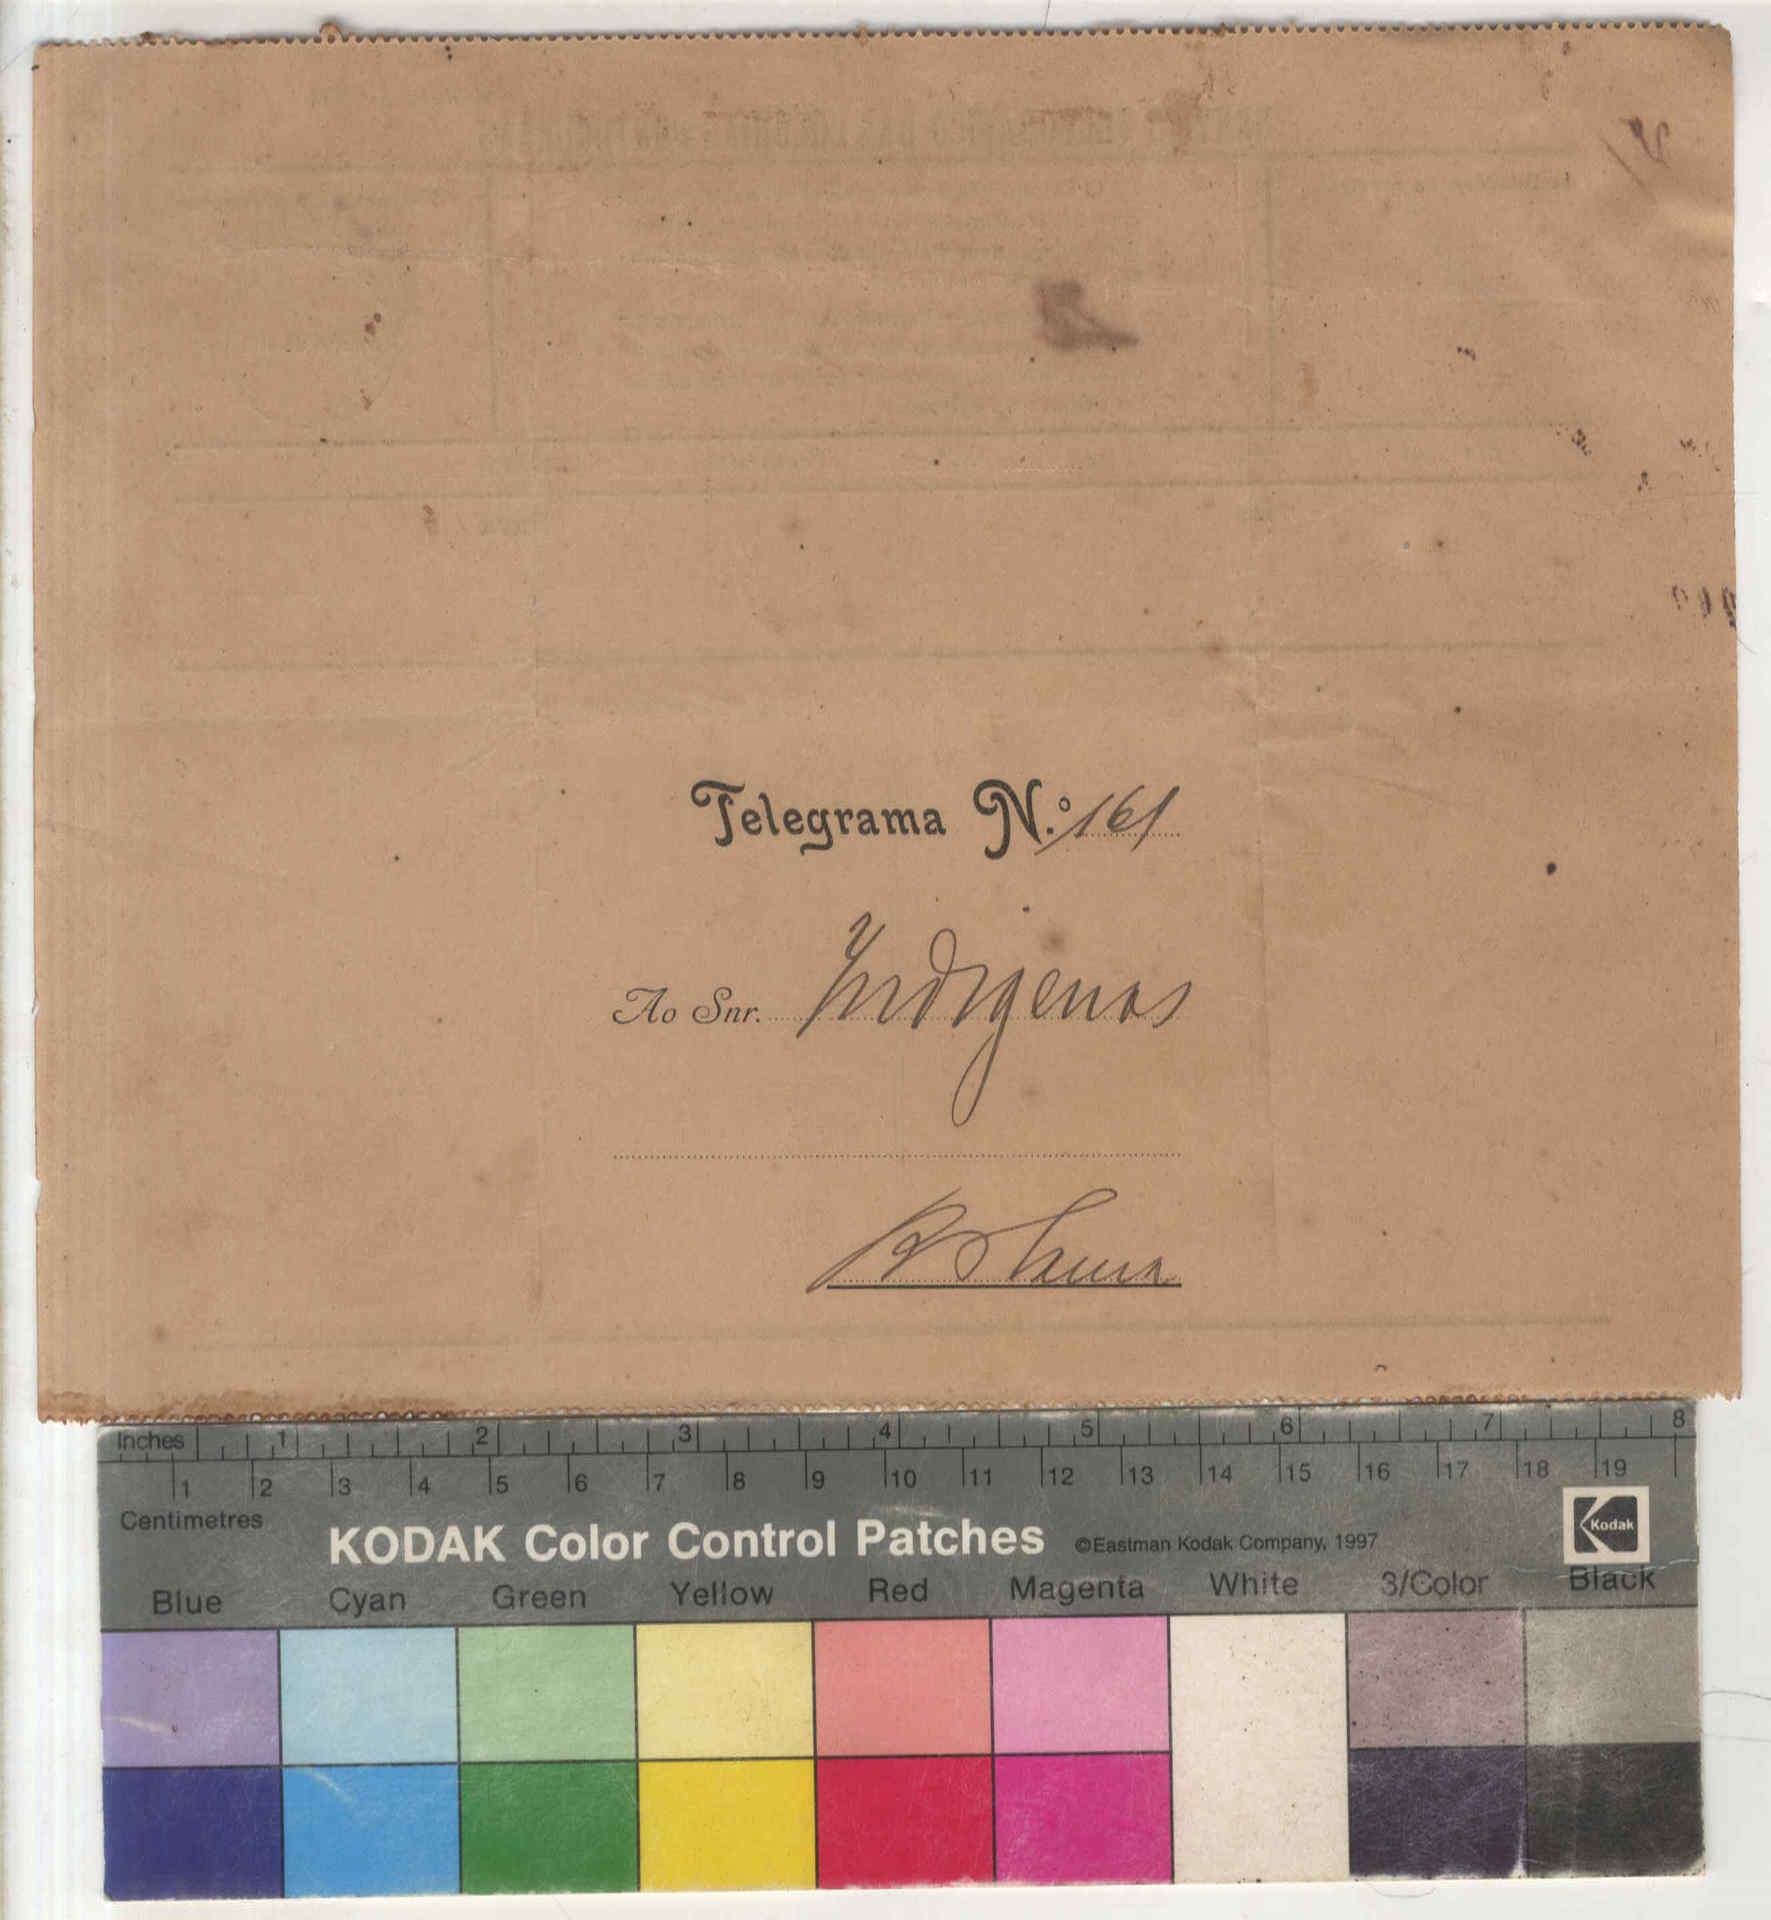 Telegrama N.º 161
Ao Snr. Indigenas
Inches 1 2 3 4 5 6 7 8
1 2 3 4 5 6 7 8 9 10 11 12 13 14 15 16 17 18 19
Centimetres
KODAK Color Control Patches ©Eastman Kodak Company, 1997 Kodak
Blue Cyan Green Yellow Red Magenta White 3/Color Black